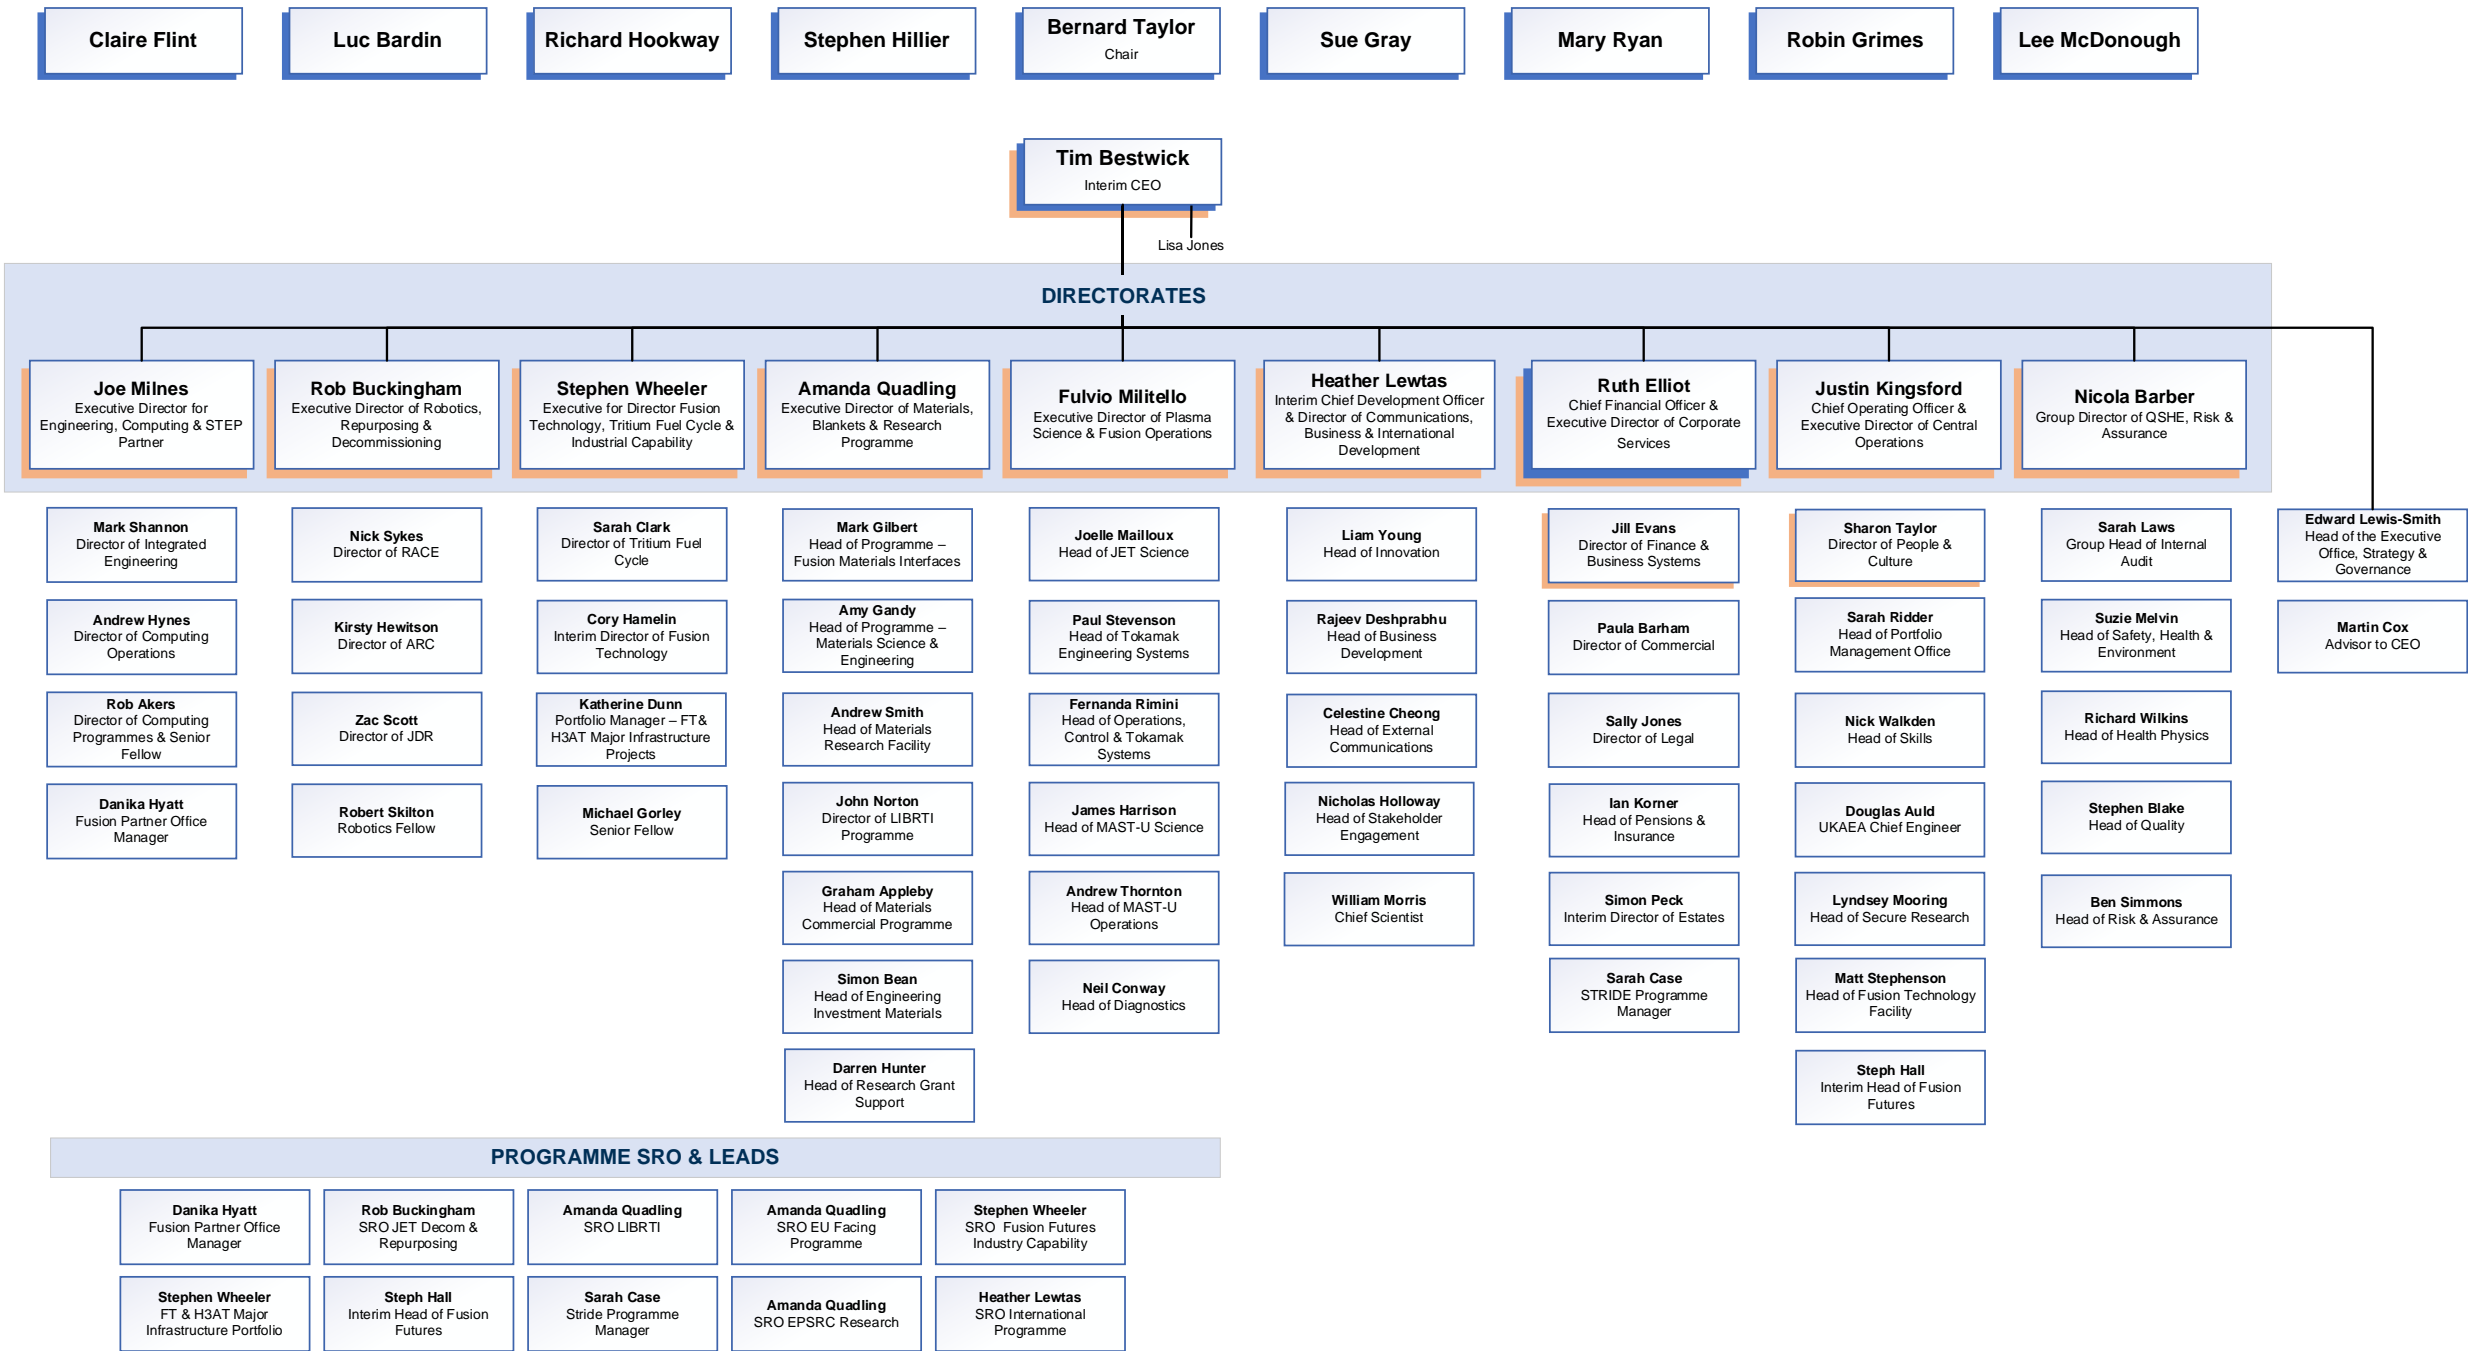 Claire Flint
Luc Bardin
Richard Hookway
Stephen Hillier
Bernard Taylor
Chair
Sue Gray
Mary Ryan
Robin Grimes
Lee McDonough
Tim Bestwick
Interim CEO
Lisa Jones
DIRECTORATES
Joe Milnes
Executive Director for
Engineering, Computing & STEP
Partner
Rob Buckingham
Executive Director of Robotics,
Repurposing &
Decommissioning
Stephen Wheeler
Executive for Director Fusion
Technology, Tritium Fuel Cycle &
Industrial Capability
Amanda Quadling
Executive Director of Materials,
Blankets & Research
Programme
Fulvio Militello
Executive Director of Plasma
Science & Fusion Operations
Heather Lewtas
Interim Chief Development Officer
& Director of Communications,
Business & International
Development
Ruth Elliot
Chief Financial Officer &
Executive Director of Corporate
Services
Justin Kingsford
Chief Operating Officer &
Executive Director of Central
Operations
Nicola Barber
Group Director of QSHE, Risk &
Assurance
Mark Shannon
Director of Integrated
Engineering
Andrew Hynes
Director of Computing
Operations
Rob Akers
Director of Computing
Programmes & Senior
Fellow
Danika Hyatt
Fusion Partner Office
Manager
Nick Sykes
Director of RACE
Kirsty Hewitson
Director of ARC
Zac Scott
Director of JDR
Robert Skilton
Robotics Fellow
Sarah Clark
Director of Tritium Fuel
Cycle
Cory Hamelin
Interim Director of Fusion
Technology
Katherine Dunn
Portfolio Manager – FT&
H3AT Major Infrastructure
Projects
Michael Gorley
Senior Fellow
Mark Gilbert
Head of Programme –
Fusion Materials Interfaces
Amy Gandy
Head of Programme –
Materials Science &
Engineering
Andrew Smith
Head of Materials
Research Facility
John Norton
Director of LIBRTI
Programme
Graham Appleby
Head of Materials
Commercial Programme
Simon Bean
Head of Engineering
Investment Materials
Darren Hunter
Head of Research Grant
Support
Joelle Mailloux
Head of JET Science
Paul Stevenson
Head of Tokamak
Engineering Systems
Fernanda Rimini
Head of Operations,
Control & Tokamak
Systems
James Harrison
Head of MAST-U Science
Andrew Thornton
Head of MAST-U
Operations
Neil Conway
Head of Diagnostics
Liam Young
Head of Innovation
Rajeev Deshprabhu
Head of Business
Development
Celestine Cheong
Head of External
Communications
Nicholas Holloway
Head of Stakeholder
Engagement
William Morris
Chief Scientist
Jill Evans
Director of Finance &
Business Systems
Paula Barham
Director of Commercial
Sally Jones
Director of Legal
Ian Korner
Head of Pensions &
Insurance
Simon Peck
Interim Director of Estates
Sarah Case
STRIDE Programme
Manager
Sharon Taylor
Director of People &
Culture
Sarah Ridder
Head of Portfolio
Management Office
Nick Walkden
Head of Skills
Douglas Auld
UKAEA Chief Engineer
Lyndsey Mooring
Head of Secure Research
Matt Stephenson
Head of Fusion Technology
Facility
Steph Hall
Interim Head of Fusion
Futures
Sarah Laws
Group Head of Internal
Audit
Suzie Melvin
Head of Safety, Health &
Environment
Richard Wilkins
Head of Health Physics
Stephen Blake
Head of Quality
Ben Simmons
Head of Risk & Assurance
Edward Lewis-Smith
Head of the Executive
Office, Strategy &
Governance
Martin Cox
Advisor to CEO
PROGRAMME SRO & LEADS
Danika Hyatt
Fusion Partner Office
Manager
Rob Buckingham
SRO JET Decom &
Repurposing
Amanda Quadling
SRO LIBRTI
Amanda Quadling
SRO EU Facing
Programme
Stephen Wheeler
SRO  Fusion Futures
Industry Capability
Stephen Wheeler
FT & H3AT Major
Infrastructure Portfolio
Steph Hall
Interim Head of Fusion
Futures
Sarah Case
Stride Programme
Manager
Amanda Quadling
SRO EPSRC Research
Heather Lewtas
SRO International
Programme